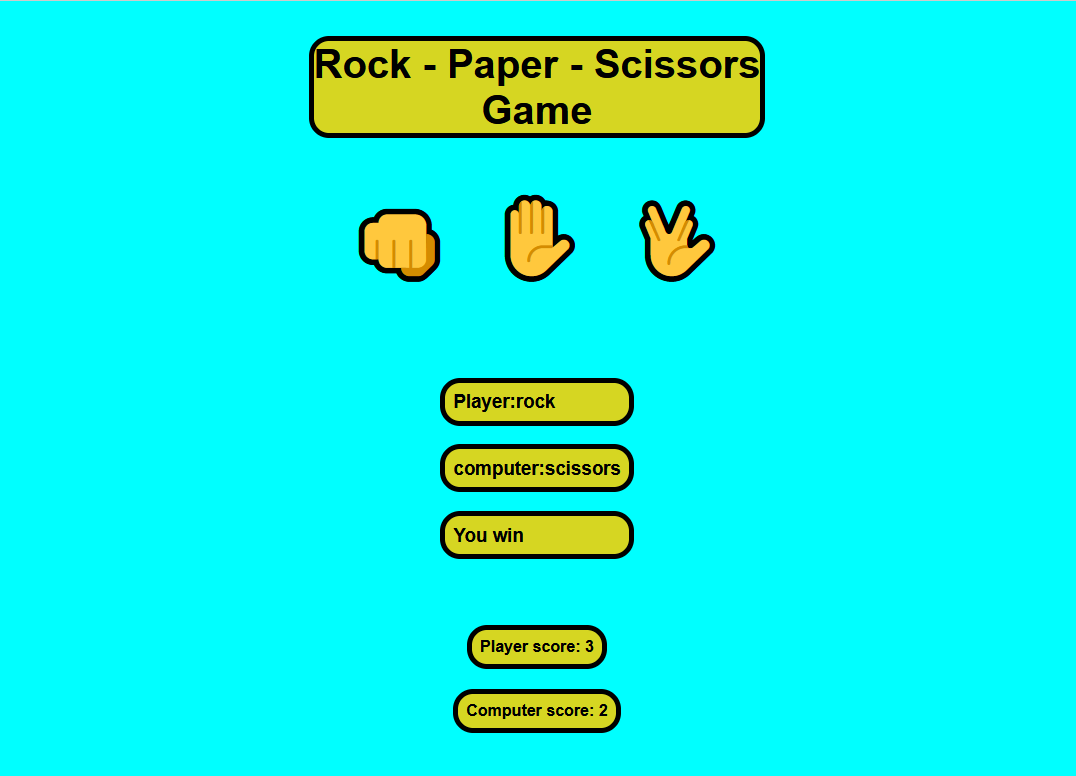 Rock - Paper - Scissors
Game
Player:rock
computer:scissors
You win
Player score: 3
Computer score: 2